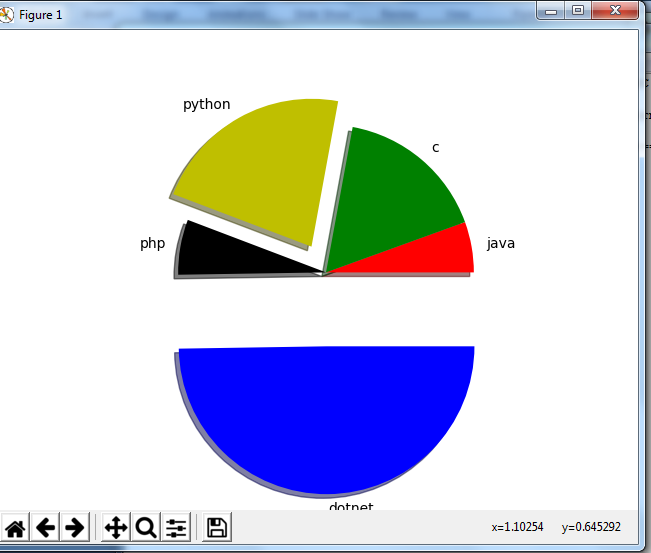 Figure 1
python
c
php
java
dotnet
x=1.10254 y=0.645292